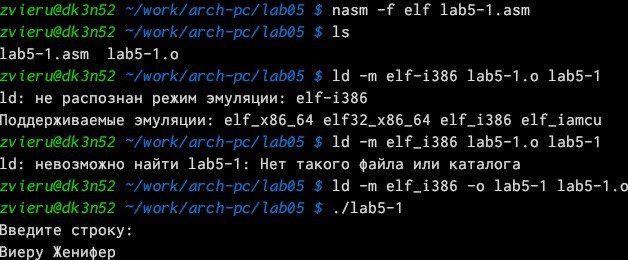 zvieru@dk3n52 ~/work/arch-pc/lab05 $ nasm -f elf lab5-1.asm
zvieru@dk3n52 ~/work/arch-pc/lab05 $ ls
lab5-1.asm  lab5-1.o
zvieru@dk3n52 ~/work/arch-pc/lab05 $ ld -m elf-i386 lab5-1.o lab5-1
ld: не распознан режим эмуляции: elf-i386
Поддерживаемые эмуляции: elf_x86_64 elf32_x86_64 elf_i386 elf_iamcu
zvieru@dk3n52 ~/work/arch-pc/lab05 $ ld -m elf_i386 lab5-1.o lab5-1
ld: невозможно найти lab5-1: Нет такого файла или каталога
zvieru@dk3n52 ~/work/arch-pc/lab05 $ ld -m elf_i386 -o lab5-1 lab5-1.o
zvieru@dk3n52 ~/work/arch-pc/lab05 $ ./lab5-1
Введите строку:
Виеру Женифер